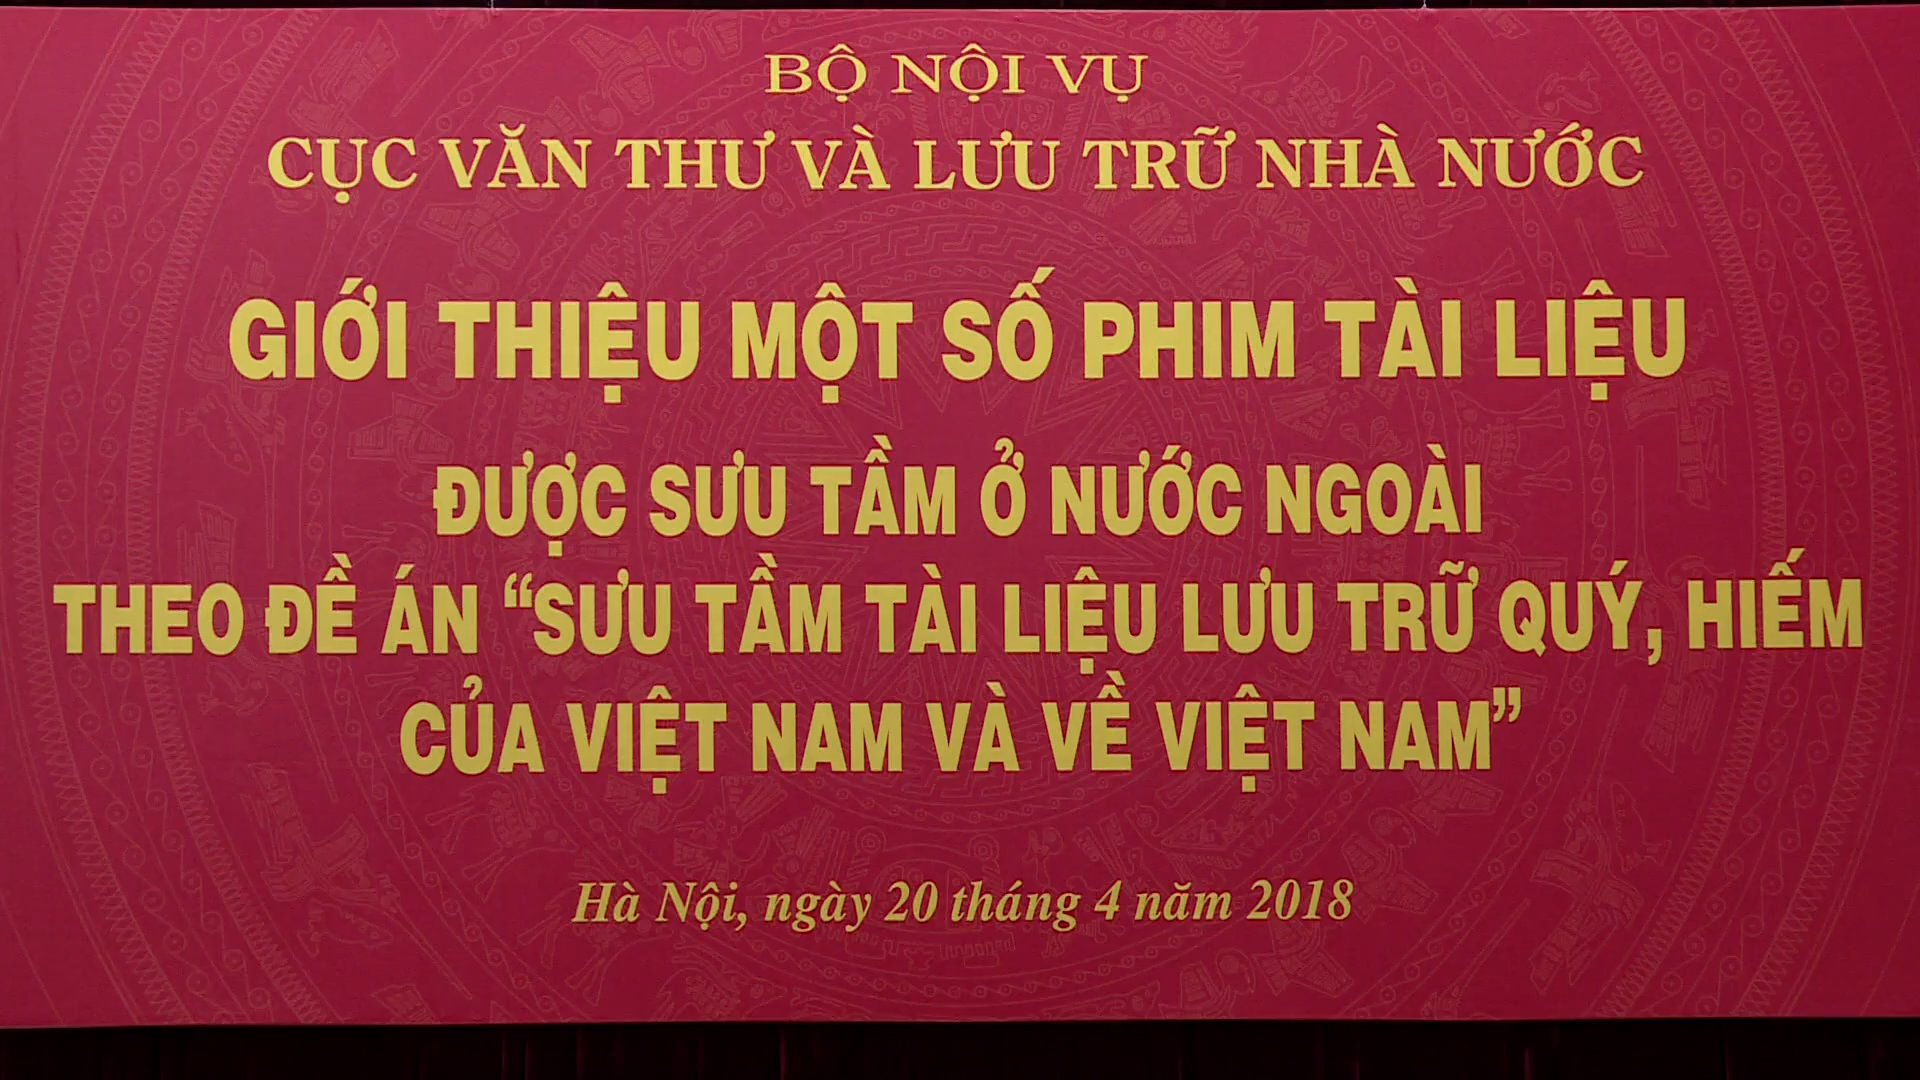 BỘ NỘI VỤ
CỤC VĂN THƯ VÀ LƯU TRỮ NHÀ NƯỚC
GIỚI THIỆU MỘT SỐ PHIM TÀI LIỆU
ĐƯỢC SƯU TẦM Ở NƯỚC NGOÀI
THEO ĐỀ ÁN “SƯU TẦM TÀI LIỆU LƯU TRỮ QUÝ, HIẾM
CỦA VIỆT NAM VÀ VỀ VIỆT NAM”
Hà Nội, ngày 20 tháng 4 năm 2018